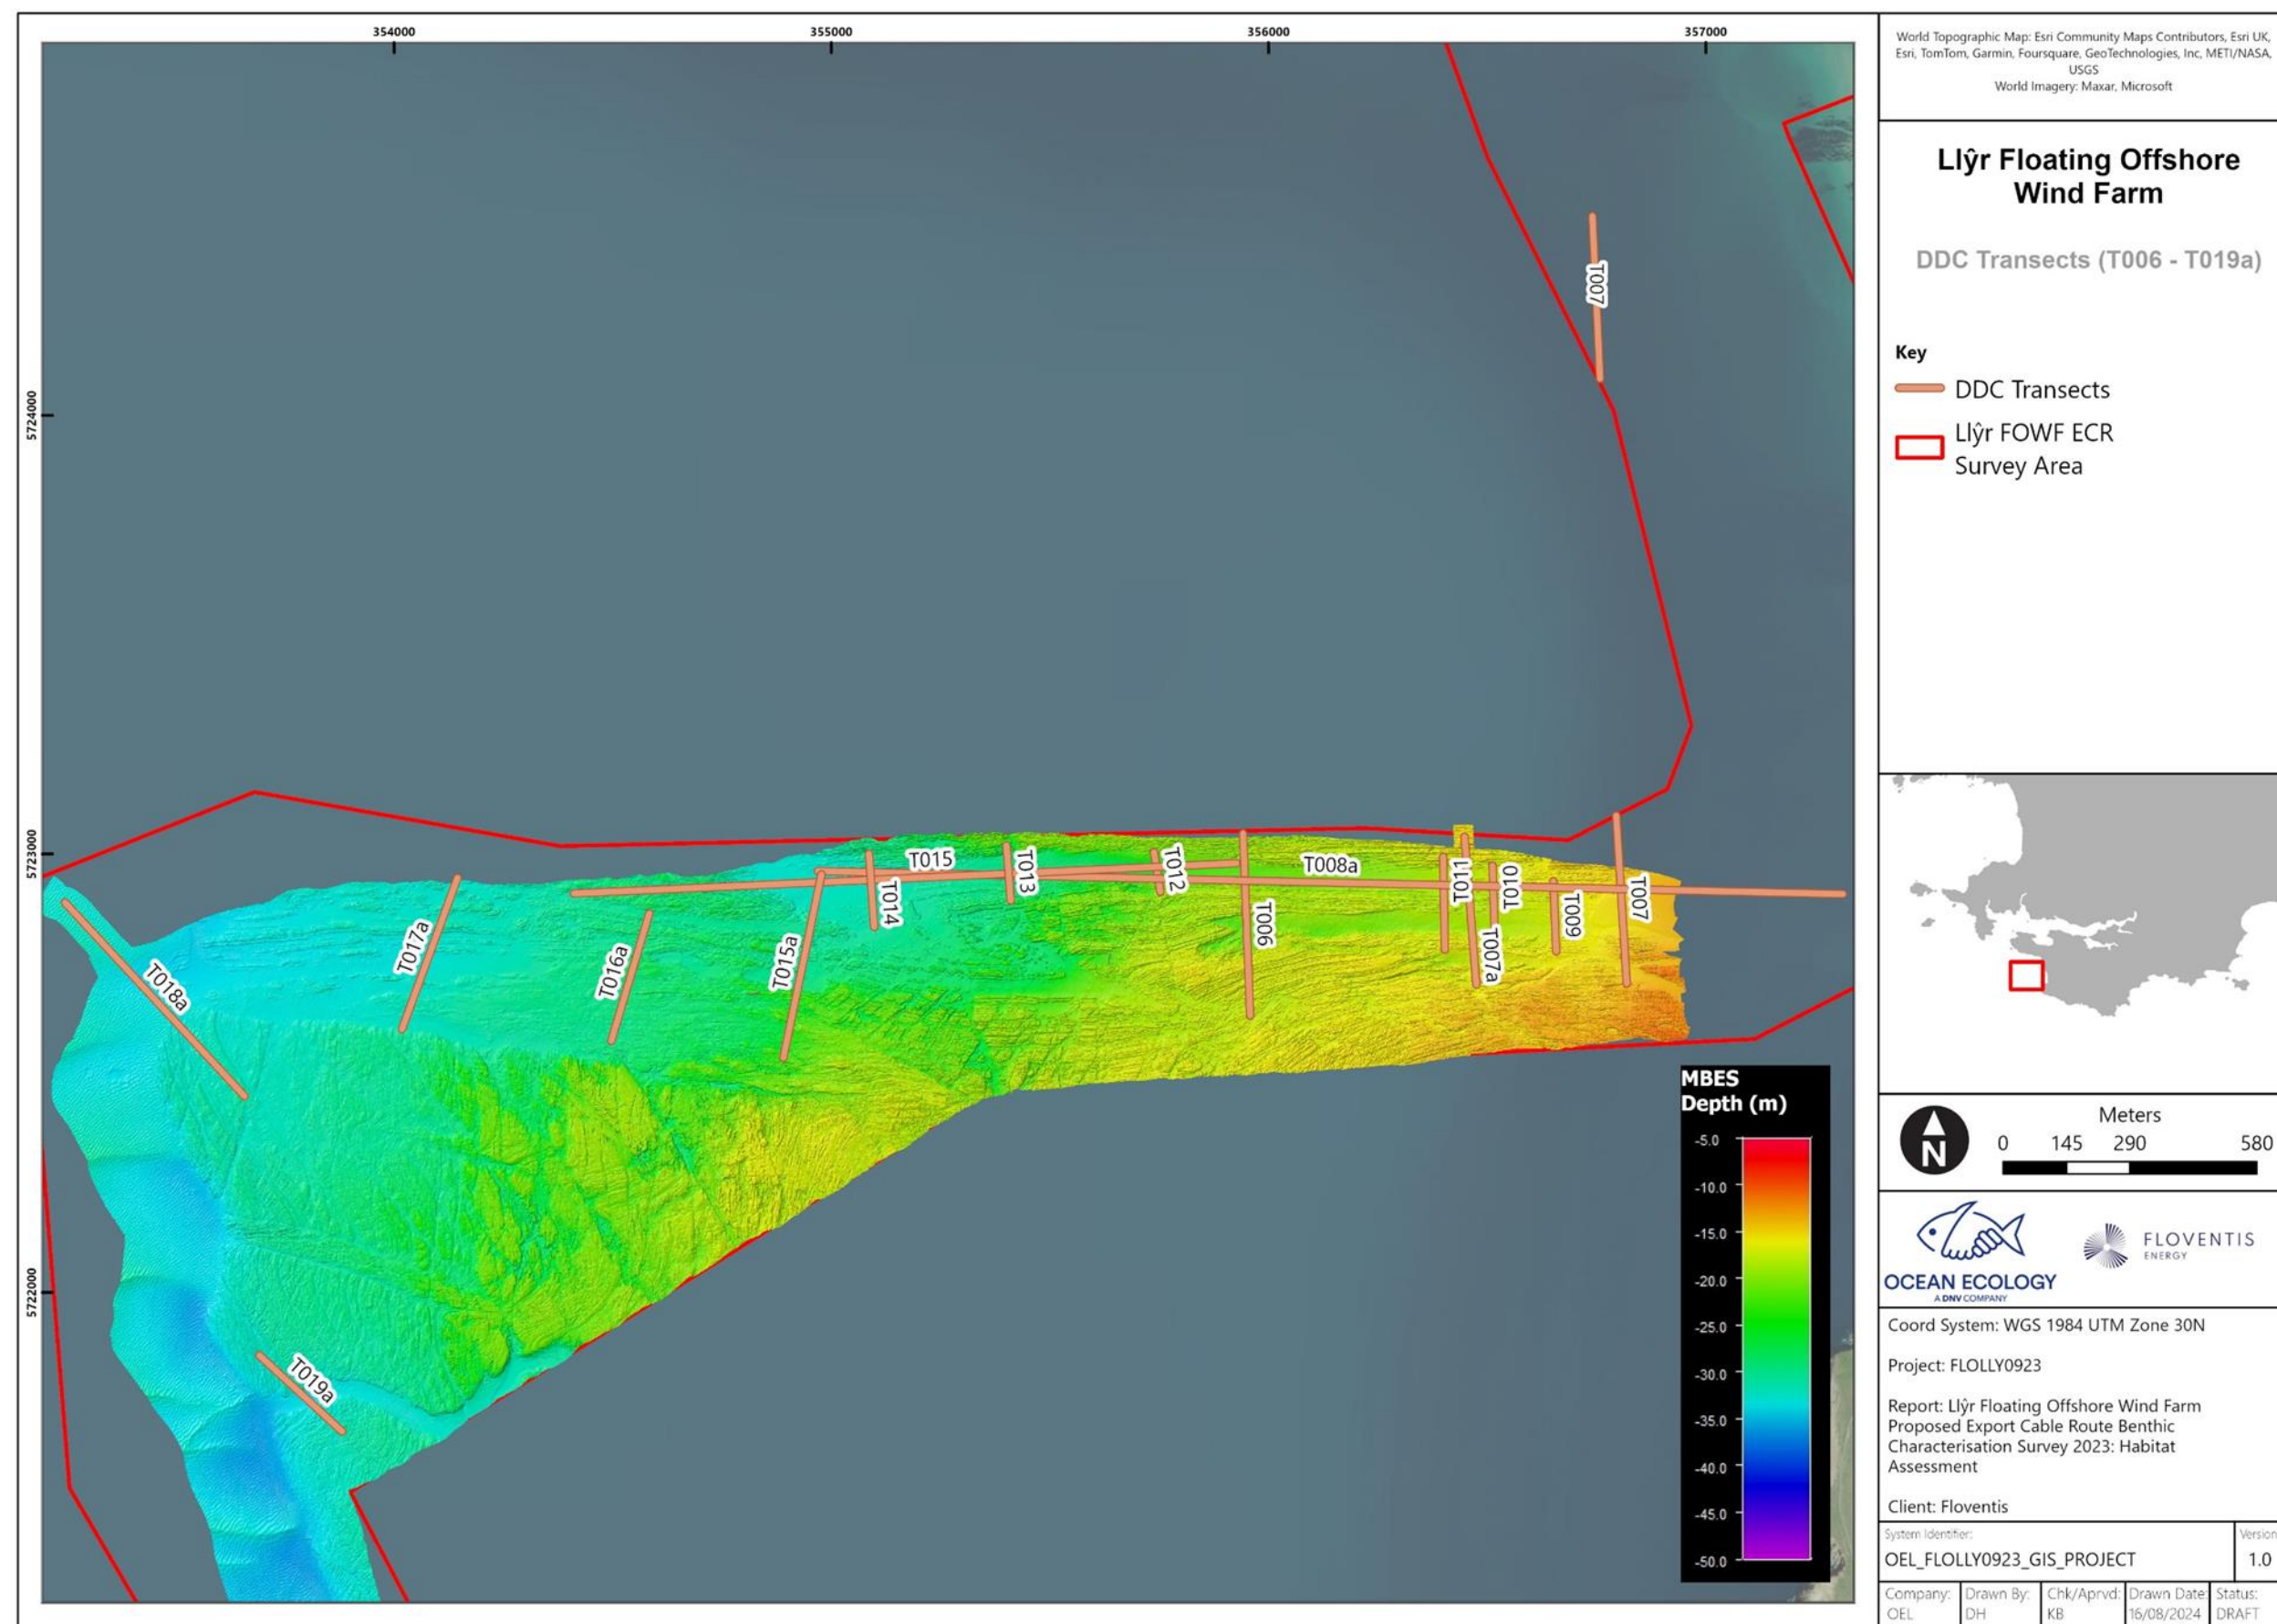 354000
355000
356000
357000
5724000
5723000
5722000
T007
T015
T013
T012
T008a
T011
T010
T009
T007
T014
T006
T007a
T017a
T016a
T015a
T018a
T019a
MBES
Depth (m)
-5.0
-10.0
-15.0
-20.0
-25.0
-30.0
-35.0
-40.0
-45.0
-50.0
World Topographic Map: Esri Community Maps Contributors, Esri UK,
Esri, TomTom, Garmin, Foursquare, GeoTechnologies, Inc, METI/NASA,
USGS
World Imagery: Maxar, Microsoft
Llŷr Floating Offshore
Wind Farm
DDC Transects (T006 - T019a)
Key
DDC Transects
Llŷr FOWF ECR
Survey Area
N
Meters
0 145 290 580
OCEAN ECOLOGY
A DNV COMPANY
FLOVENTIS
ENERGY
Coord System: WGS 1984 UTM Zone 30N
Project: FLOLLY0923
Report: Llŷr Floating Offshore Wind Farm
Proposed Export Cable Route Benthic
Characterisation Survey 2023: Habitat
Assessment
Client: Floventis
System Identifier: Version
OEL_FLOLLY0923_GIS_PROJECT 1.0
Company: Drawn By: Chk/Aprvd: Drawn Date: Status:
OEL DH KB 16/08/2024 DRAFT